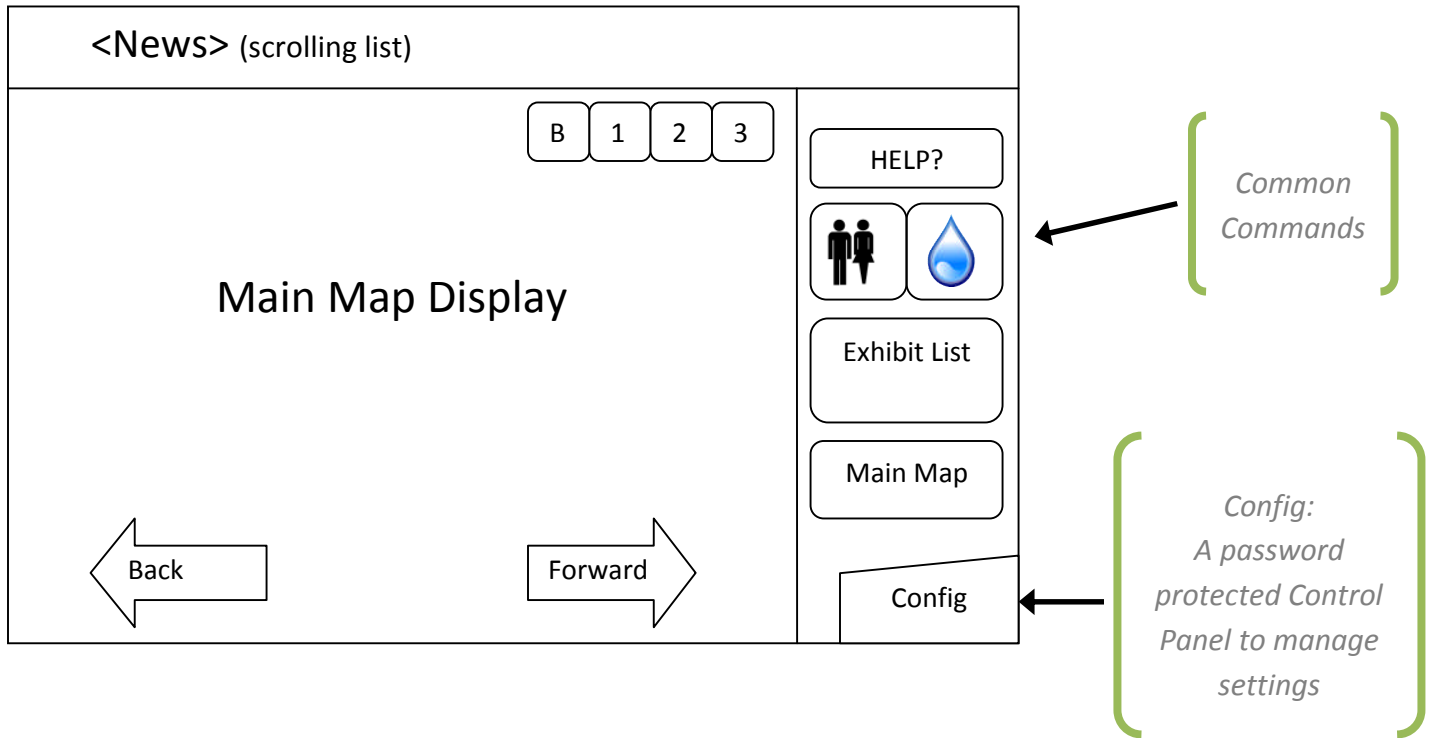 <News> (scrolling list)
B 1 2 3
HELP?
Main Map Display
Exhibit List
Main Map
Back
Forward
Config
Common
Commands
Config:
A password
protected Control
Panel to manage
settings